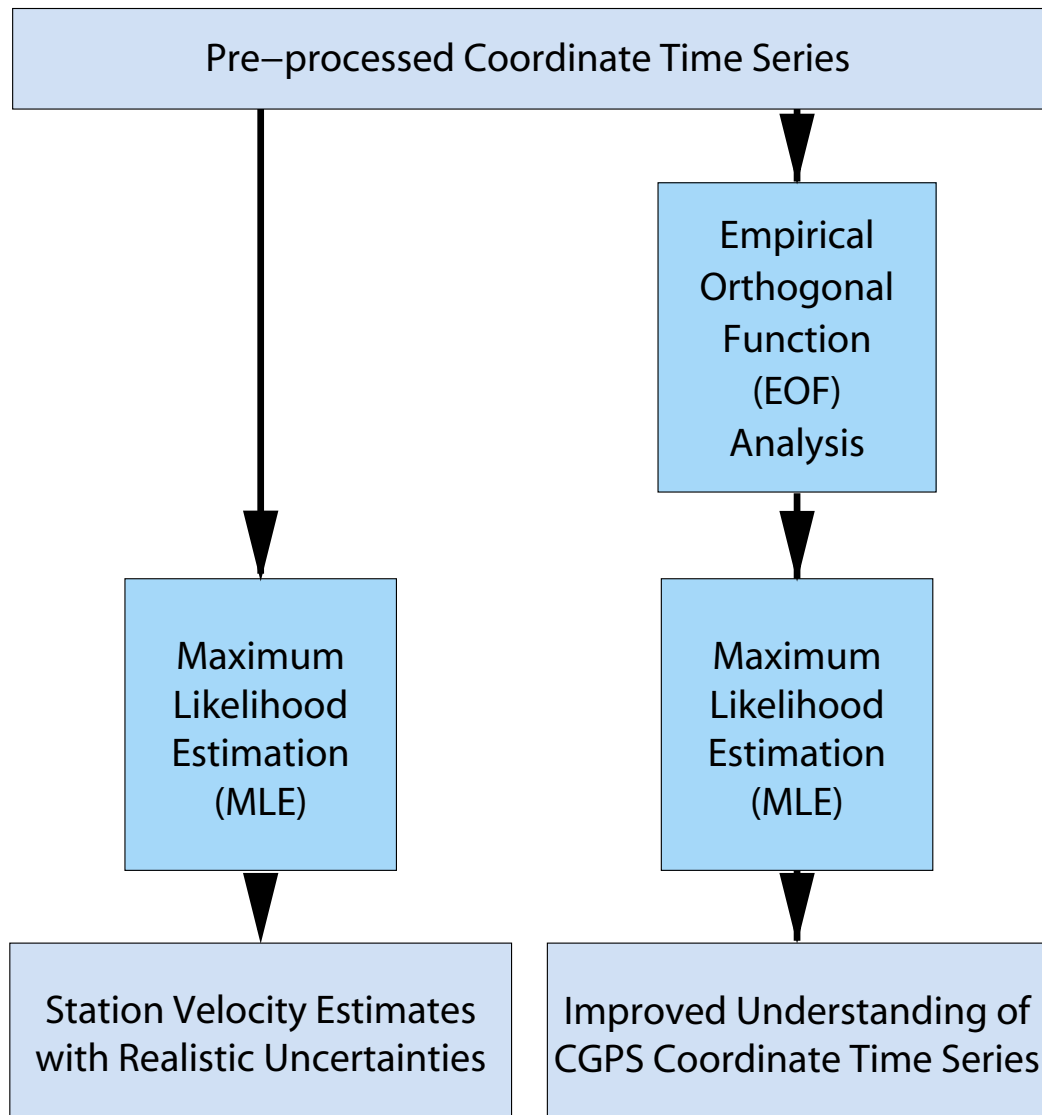 Pre−processed Coordinate Time Series
Empirical
Orthogonal
Function
(EOF)
Analysis
Maximum
Likelihood
Estimation
(MLE)
Maximum
Likelihood
Estimation
(MLE)
Station Velocity Estimates
with Realistic Uncertainties
Improved Understanding of
CGPS Coordinate Time Series